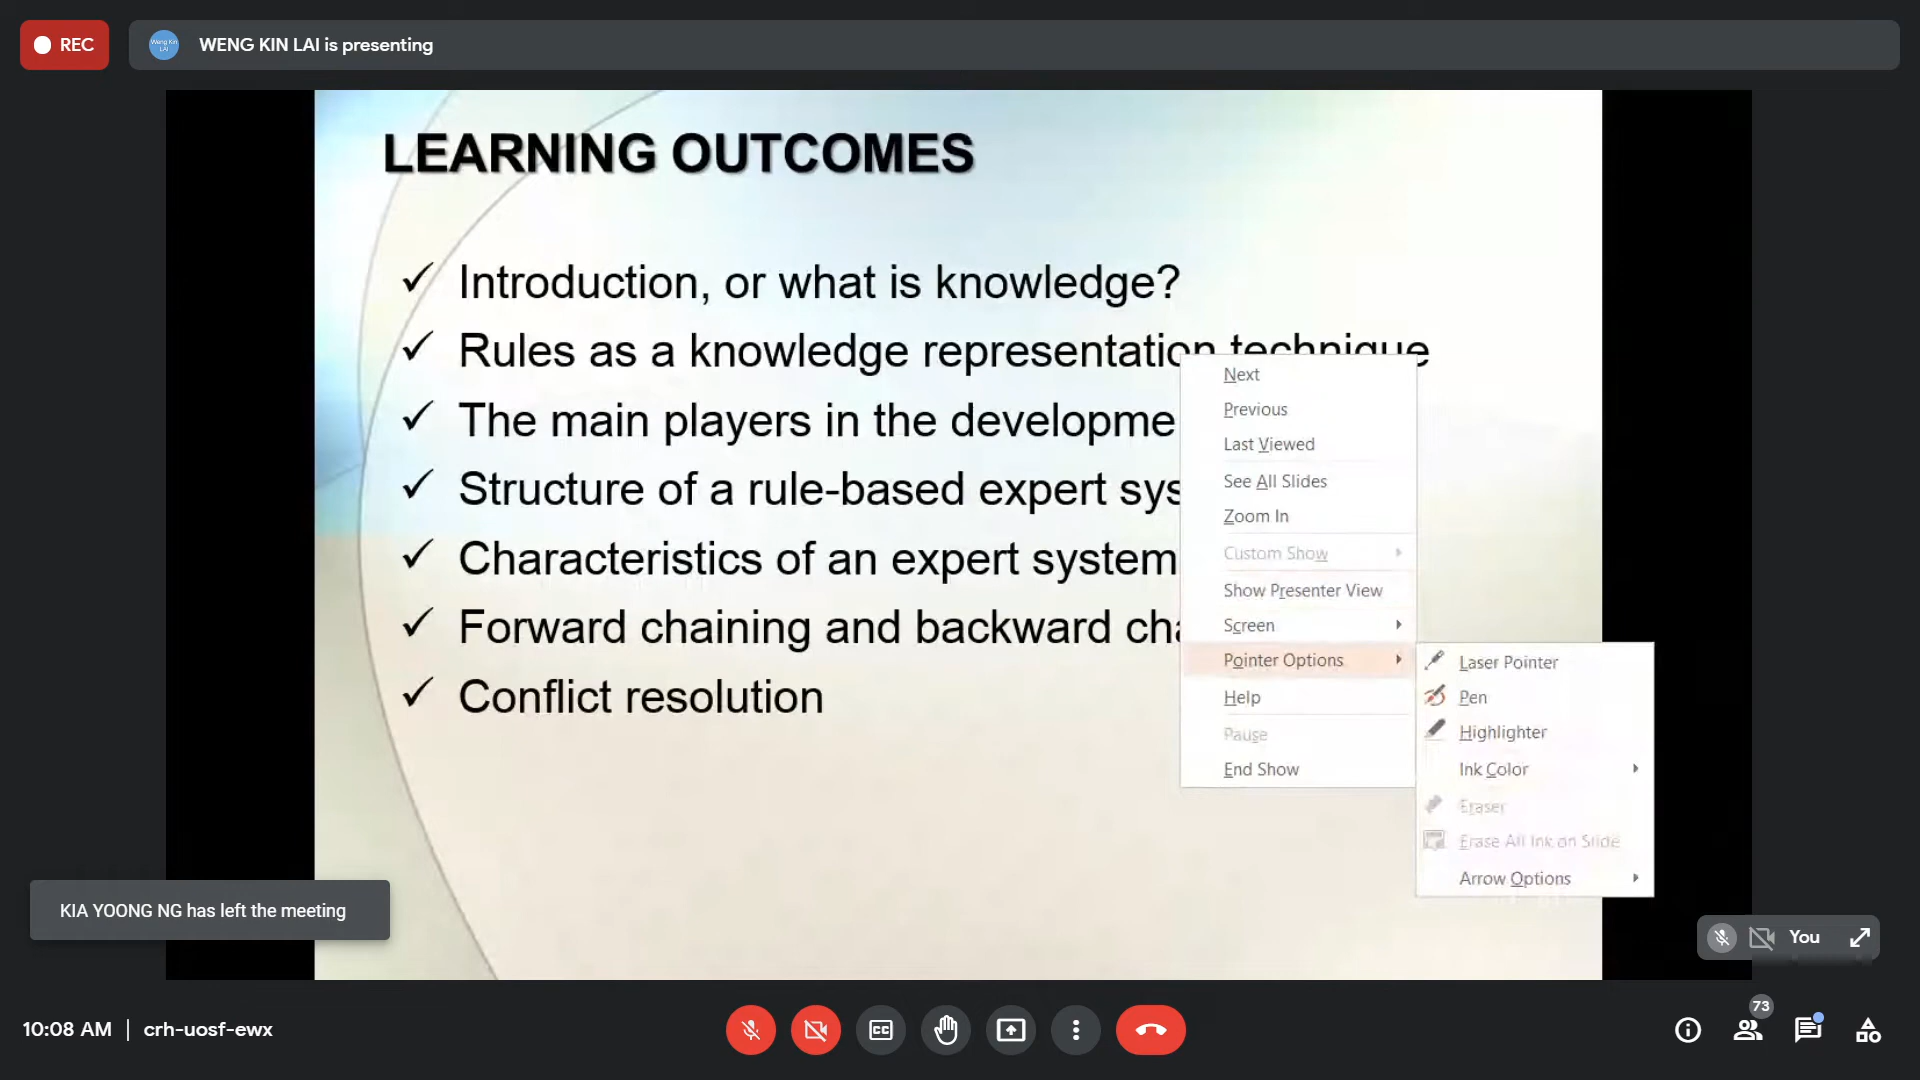 REC
Weng Kin
LAI
WENG KIN LAI is presenting
LEARNING OUTCOMES
✓ Introduction, or what is knowledge?
✓ Rules as a knowledge representation technique
✓ The main players in the developme
✓ Structure of a rule-based expert sys
✓ Characteristics of an expert system
✓ Forward chaining and backward cha
✓ Conflict resolution
Next
Previous
Last Viewed
See All Slides
Zoom In
Custom Show
Show Presenter View
Screen
Pointer Options
Help
Pause
End Show
Laser Pointer
Pen
Highlighter
Ink Color
Eraser
Erase All Ink on Slide
Arrow Options
KIA YOONG NG has left the meeting
You
10:08 AM | crh-uosf-ewx
CC
73